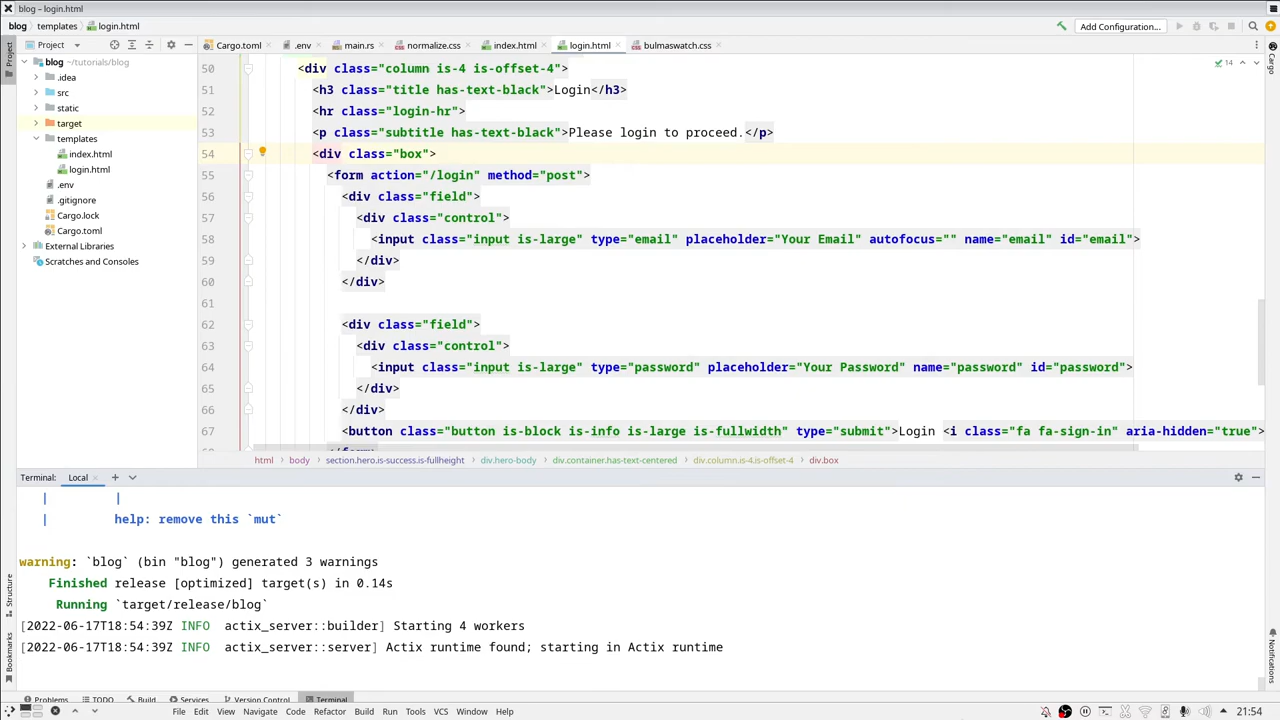 blog – login.html
blog templates login.html Add Configuration...
Project Cargo.toml .env main.rs normalize.css index.html login.html bulmaswatch.css
Project
Cargo
blog ~/tutorials/blog
.idea
src
static
target
templates
index.html
login.html
.env
.gitignore
Cargo.lock
Cargo.toml
External Libraries
Scratches and Consoles
14
50 <div class="column is-4 is-offset-4">
51 <h3 class="title has-text-black">Login</h3>
52 <hr class="login-hr">
53 <p class="subtitle has-text-black">Please login to proceed.</p>
54 <div class="box">
55 <form action="/login" method="post">
56 <div class="field">
57 <div class="control">
58 <input class="input is-large" type="email" placeholder="Your Email" autofocus="" name="email" id="email">
59 </div>
60 </div>
61
62 <div class="field">
63 <div class="control">
64 <input class="input is-large" type="password" placeholder="Your Password" name="password" id="password">
65 </div>
66 </div>
67 <button class="button is-block is-info is-large is-fullwidth" type="submit">Login <i class="fa fa-sign-in" aria-hidden="true">
html body section.hero.is-success.is-fullheight div.hero-body div.container.has-text-centered div.column.is-4.is-offset-4 div.box
Terminal: Local
| |
| help: remove this `mut`
warning: `blog` (bin "blog") generated 3 warnings
Finished release [optimized] target(s) in 0.14s
Running `target/release/blog`
[2022-06-17T18:54:39Z INFO actix_server::builder] Starting 4 workers
[2022-06-17T18:54:39Z INFO actix_server::server] Actix runtime found; starting in Actix runtime
Structure
Bookmarks
Notifications
Problems TODO Build Services Version Control Terminal
File Edit View Navigate Code Refactor Build Run Tools VCS Window Help 21:54